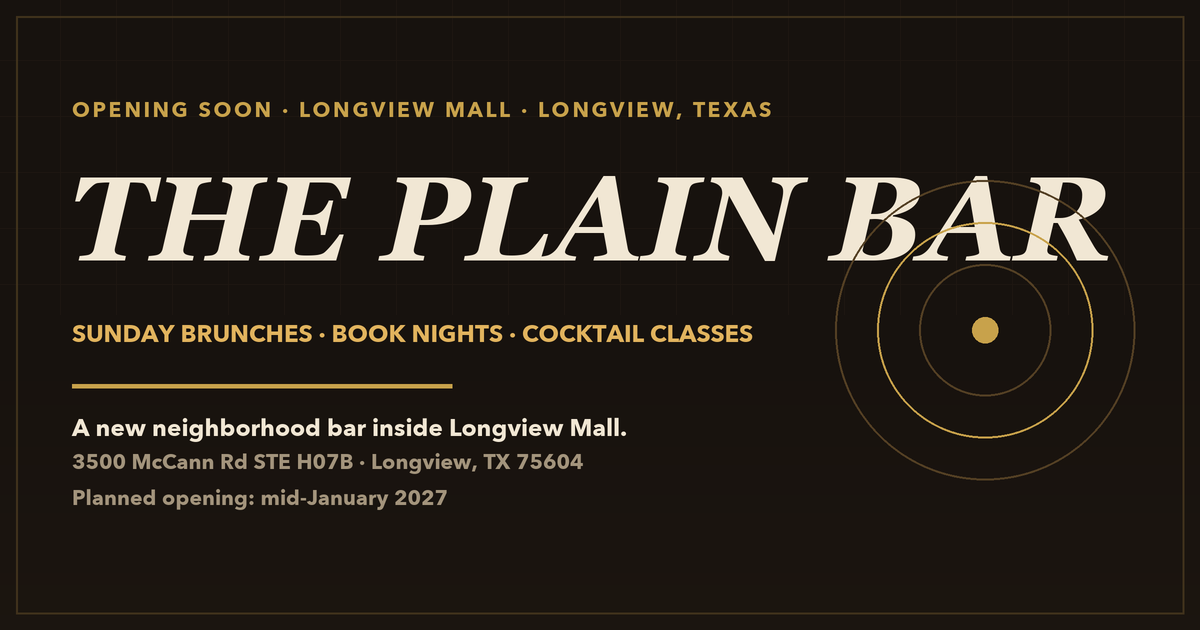 OPENING SOON · LONGVIEW MALL · LONGVIEW, TEXAS
THE PLAIN BAR
SUNDAY BRUNCHES · BOOK NIGHTS · COCKTAIL CLASSES
A new neighborhood bar inside Longview Mall.
3500 McCann Rd STE H07B · Longview, TX 75604
Planned opening: mid-January 2027